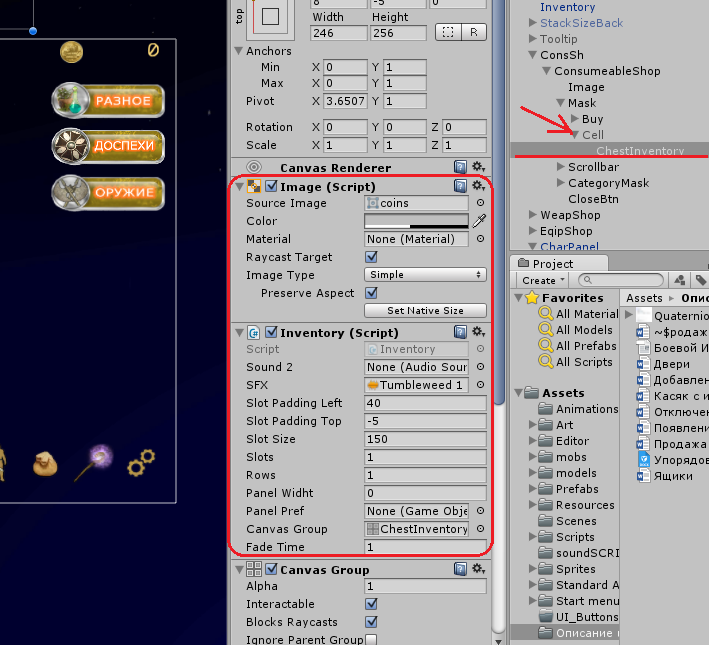 0
РАЗНОЕ
ДОСПЕХИ
ОРУЖИЕ
top
8
-5
0
Width Height
246 256
R
Anchors
Min X 0 Y 1
Max X 0 Y 1
Pivot X 3.6507 Y 1
Rotation X 0 Y 0 Z 0
Scale X 1 Y 1 Z 1
Canvas Renderer
Image (Script)
Source Image coins
Color
Material None (Material)
Raycast Target
Image Type Simple
Preserve Aspect
Set Native Size
Inventory (Script)
Script Inventory
Sound 2 None (Audio Sour
SFX Tumbleweed 1
Slot Padding Left 40
Slot Padding Top -5
Slot Size 150
Slots 1
Rows 1
Panel Widht 0
Panel Pref None (Game Obje
Canvas Group ChestInventory
Fade Time 1
Canvas Group
Alpha 1
Interactable
Blocks Raycasts
Ignore Parent Group
Inventory
StackSizeBack
Tooltip
ConsSh
ConsumeableShop
Image
Mask
Buy
Cell
ChestInventory
Scrollbar
CategoryMask
CloseBtn
WeapShop
EqipShop
CharPanel
Project
Create
Favorites
All Material
All Models
All Prefabs
All Scripts
Assets
Animations
Art
Editor
mobs
models
Prefabs
Resources
Scenes
Scripts
soundSCRI
Sprites
Standard A
Start menu
UI_Buttons
Описание
Assets Опис
Quaternio
~$родаж
Боевой И
Двери
Добавлен
Касяк с и
Отключен
Появлени
Продажа
Упорядов
Ящики